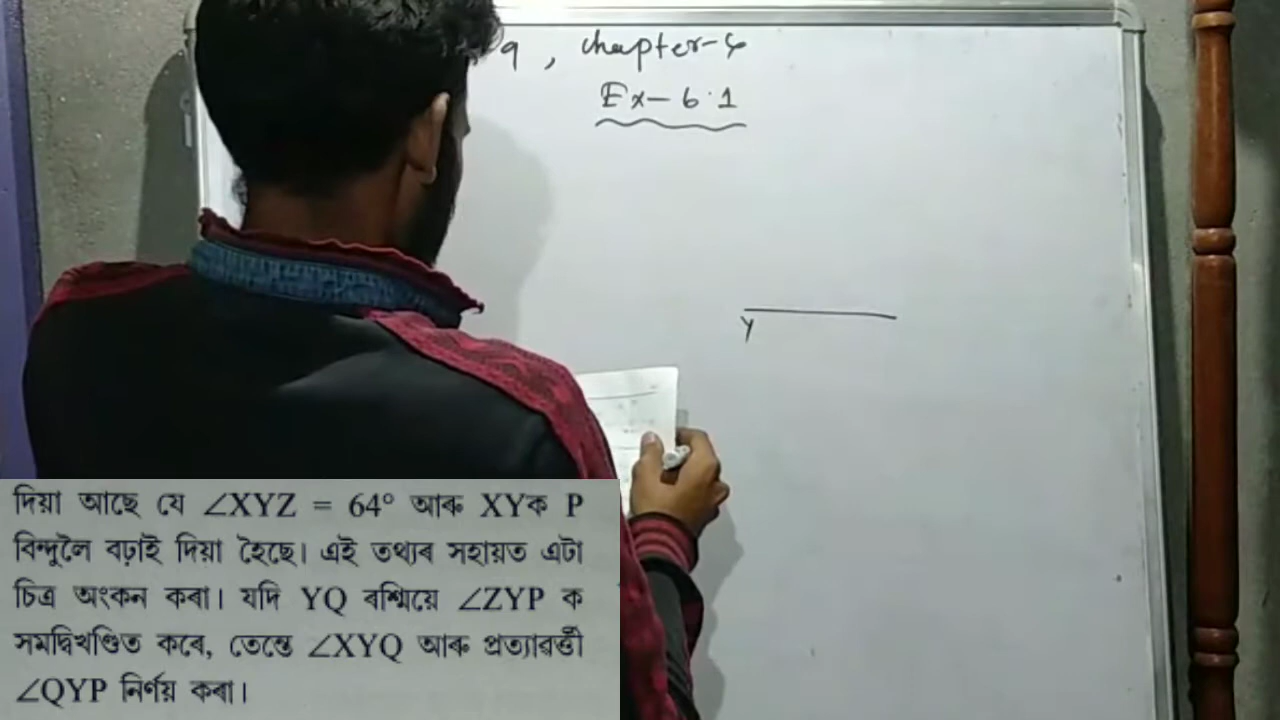 9, chapter-6
Ex-6.1
Y
দিয়া আছে যে ∠XYZ = 64° আৰু XYক P
বিন্দুলৈ বঢ়াই দিয়া হৈছে। এই তথ্যৰ সহায়ত এটা
চিত্ৰ অংকন কৰা। যদি YQ ৰশ্মিয়ে ∠ZYP ক
সমদ্বিখণ্ডিত কৰে, তেন্তে ∠XYQ আৰু প্ৰত্যাৱৰ্ত্তী
∠QYP নিৰ্ণয় কৰা।